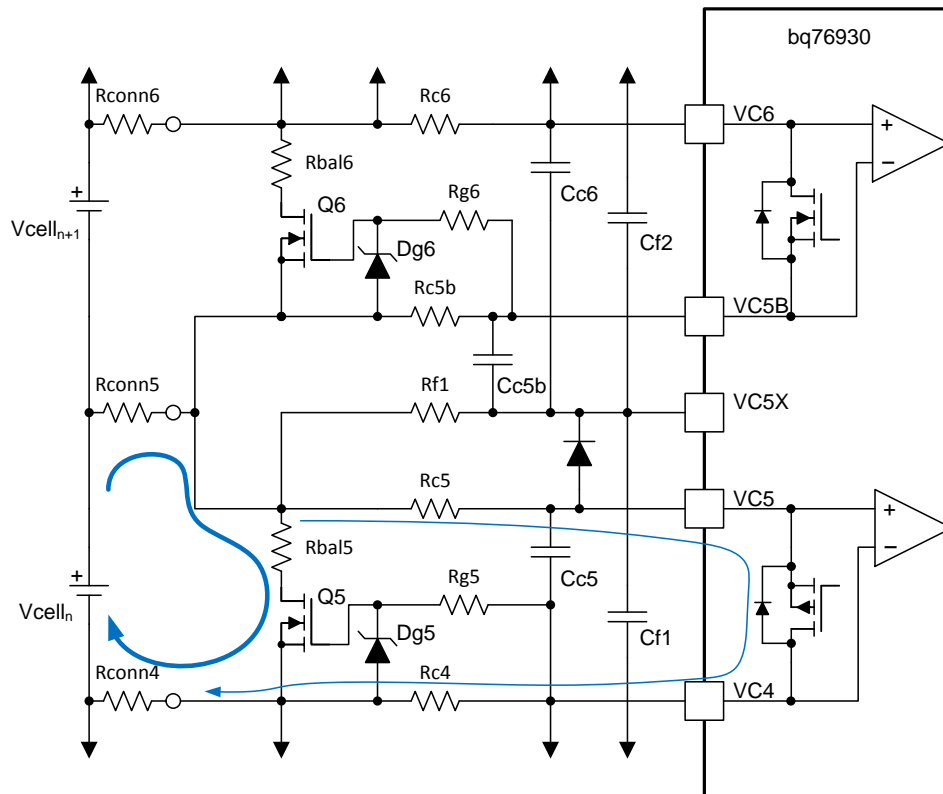 bq76930
Rconn6
Rc6
VC6
+
−
Rbal6
Cc6
+
Vcelln+1
Q6
Rg6
Dg6
Cf2
Rc5b
VC5B
Cc5b
Rconn5
Rf1
VC5X
Rc5
VC5
+
−
Rbal5
Cc5
+
Vcelln
Q5
Rg5
Dg5
Cf1
Rconn4
Rc4
VC4